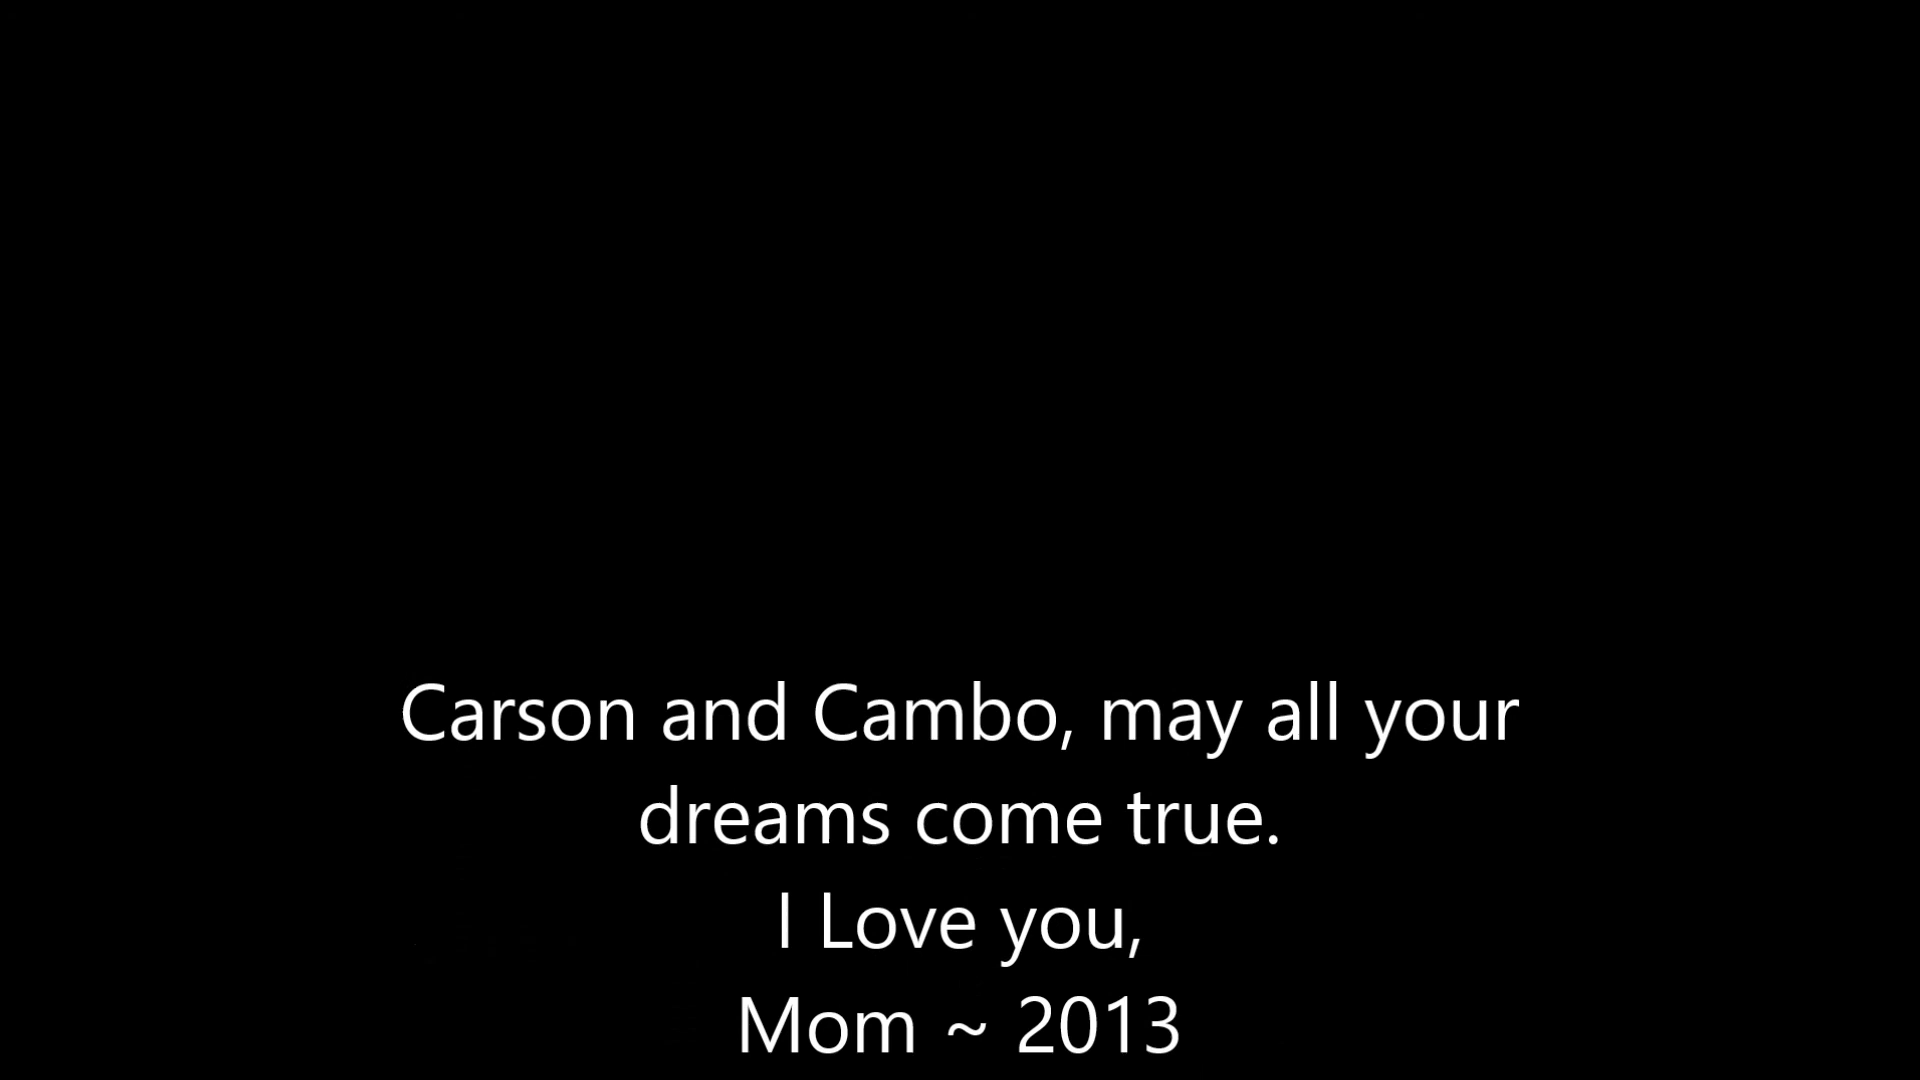 Carson and Cambo, may all your
dreams come true.
I Love you,
Mom ~ 2013